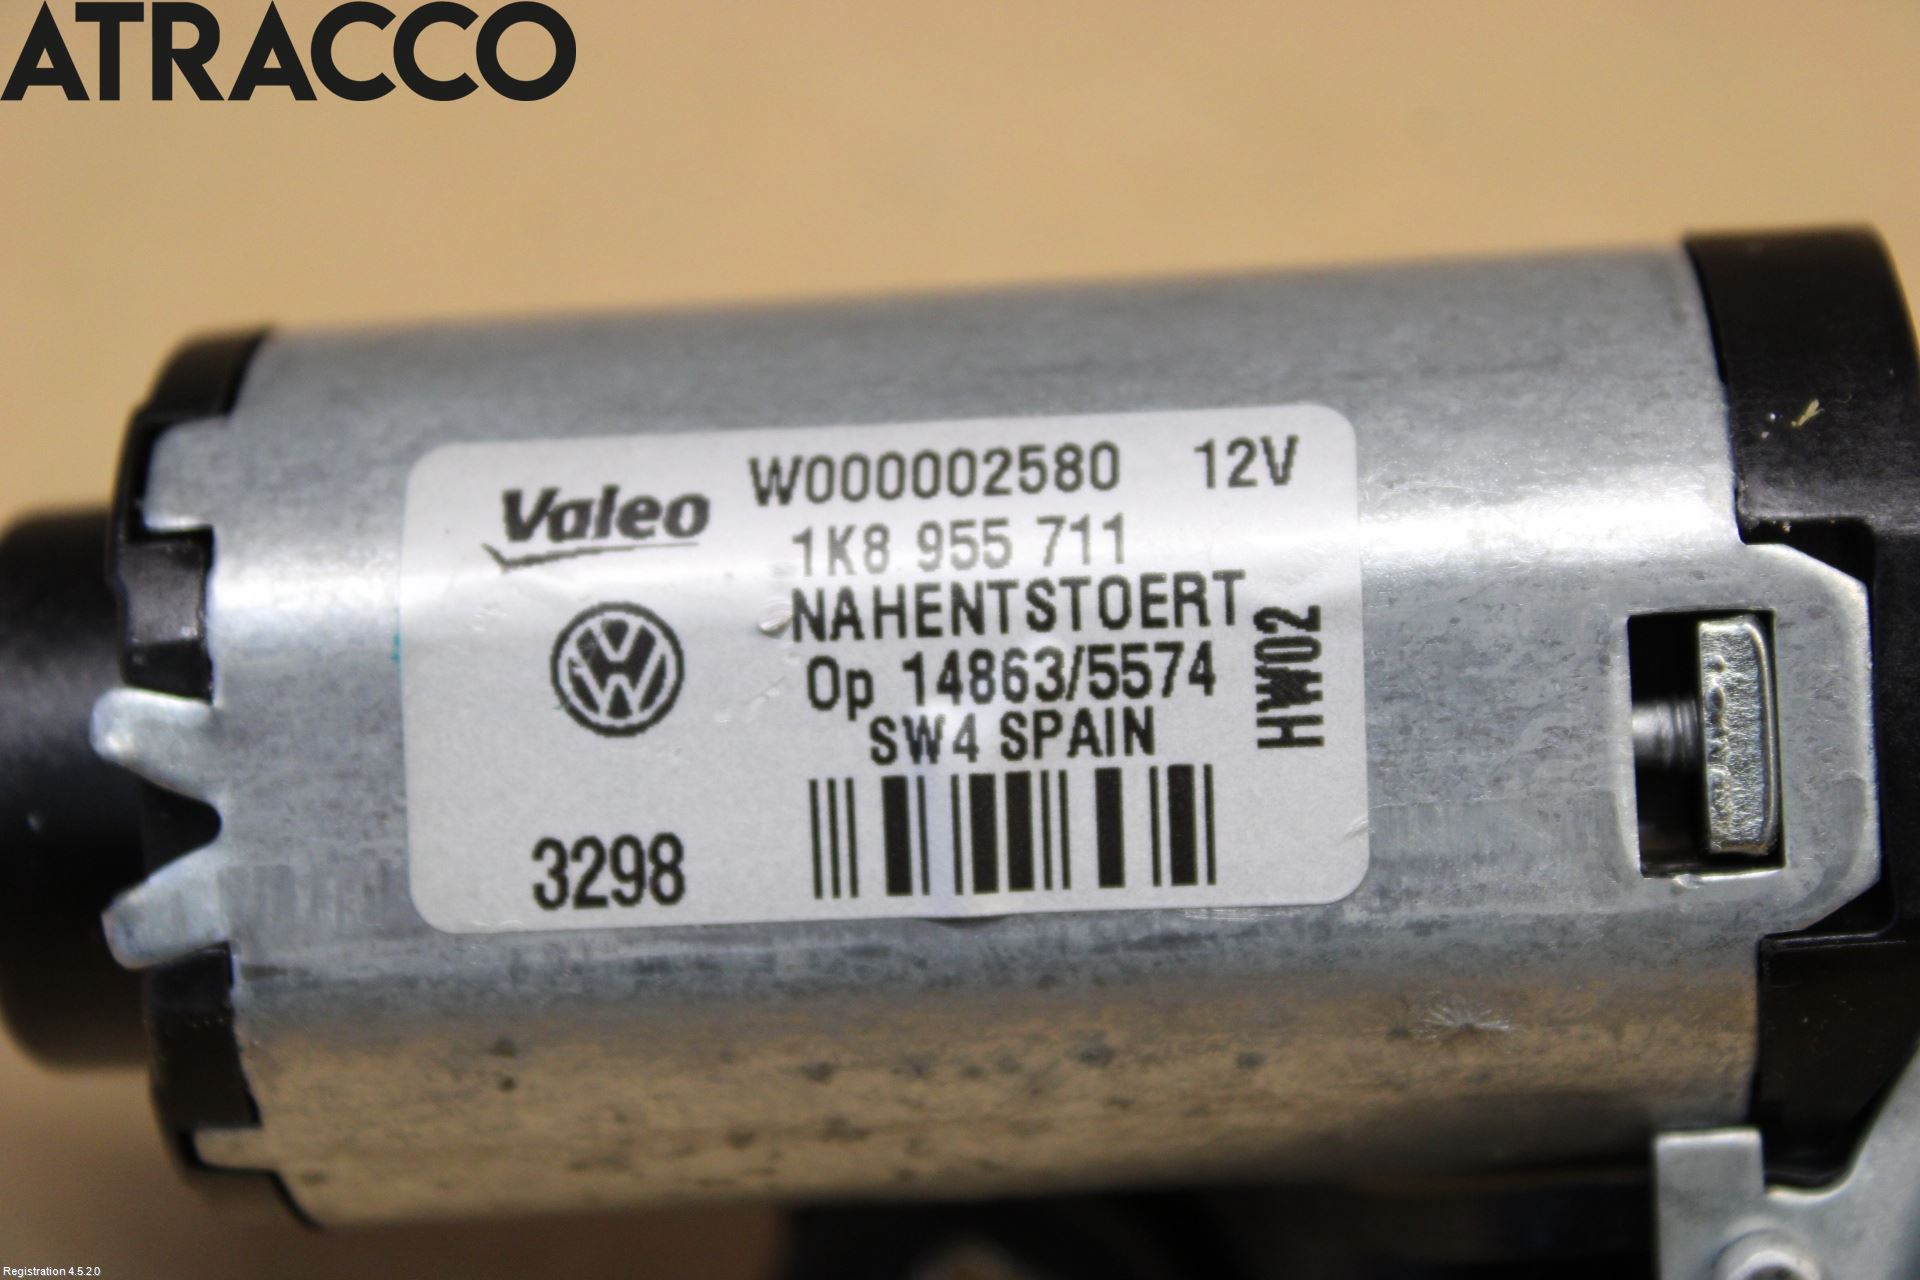 ATRACCO
Valeo
W000002580 12V
1K8 955 711
NAHENTSTOERT
Op 14863/5574
SW4 SPAIN
HW02
3298
Registration 4.5.2.0